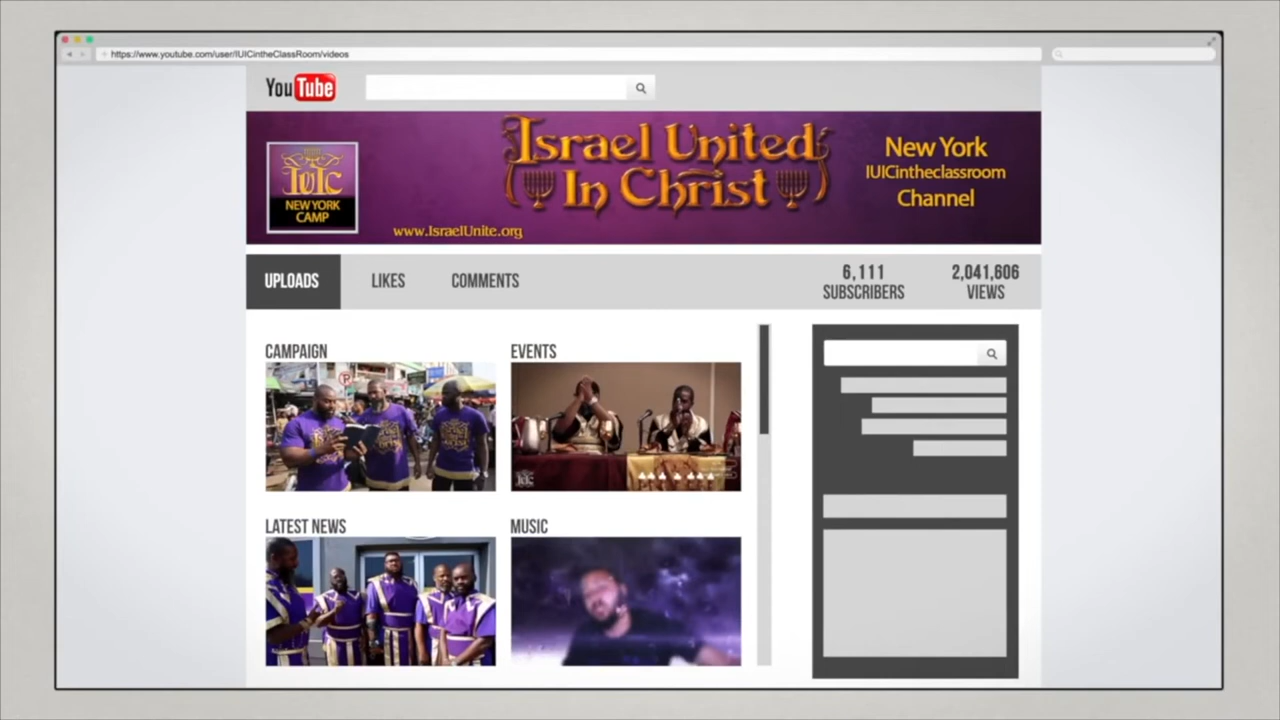 https://www.youtube.com/user/IUICintheClassRoom/videos
YouTube
IUIC
NEW YORK
CAMP
Israel United
In Christ
www.IsraelUnite.org
New York
IUICintheclassroom
Channel
UPLOADS
LIKES
COMMENTS
6,111
SUBSCRIBERS
2,041,606
VIEWS
CAMPAIGN
EVENTS
IUIC
LATEST NEWS
MUSIC